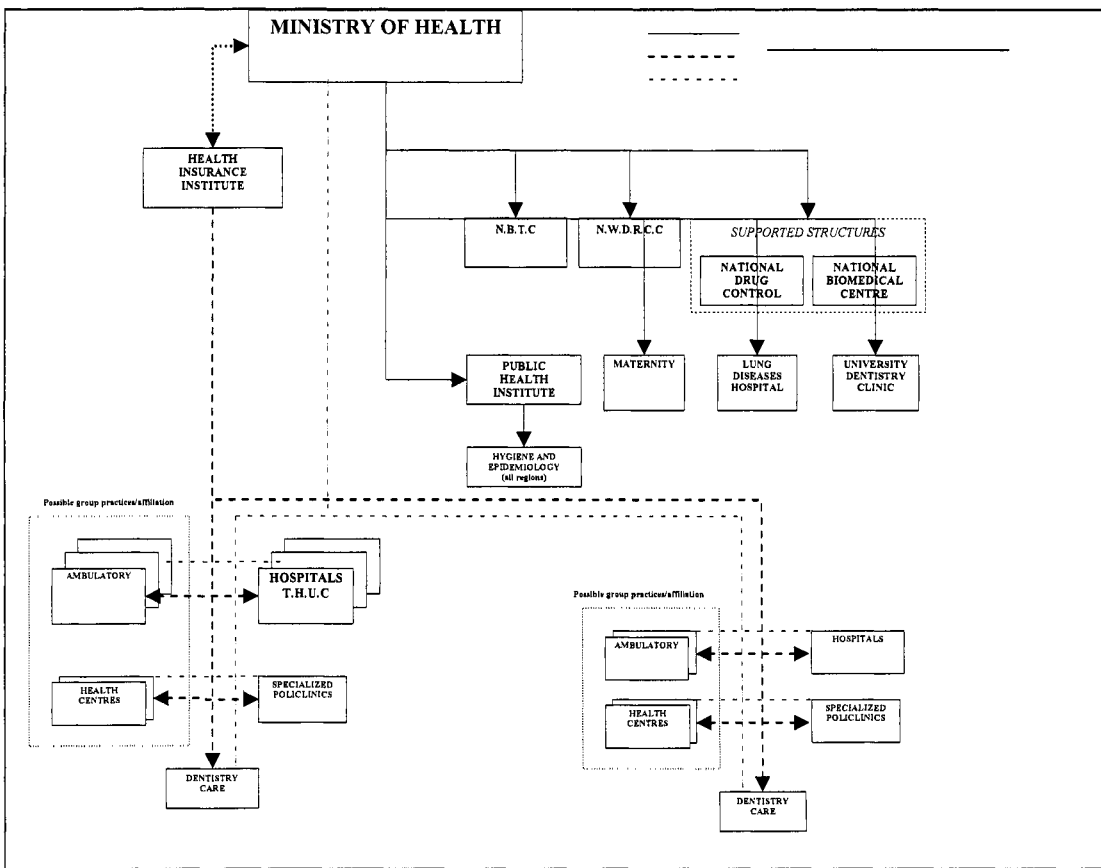 MINISTRY OF HEALTH
HEALTH
INSURANCE
INSTITUTE
N.B.T.C
N.W.D.R.C.C
SUPPORTED STRUCTURES
NATIONAL
DRUG
CONTROL
NATIONAL
BIOMEDICAL
CENTRE
PUBLIC
HEALTH
INSTITUTE
MATERNITY
LUNG
DISEASES
HOSPITAL
UNIVERSITY
DENTISTRY
CLINIC
HYGIENE AND
EPIDEMIOLOGY
(all regions)
Possible group practices/affiliation
AMBULATORY
HOSPITALS
T.H.U.C
HEALTH
CENTRES
SPECIALIZED
POLICLINICS
DENTISTRY
CARE
Possible group practices/affiliation
AMBULATORY
HOSPITALS
HEALTH
CENTRES
SPECIALIZED
POLICLINICS
DENTISTRY
CARE